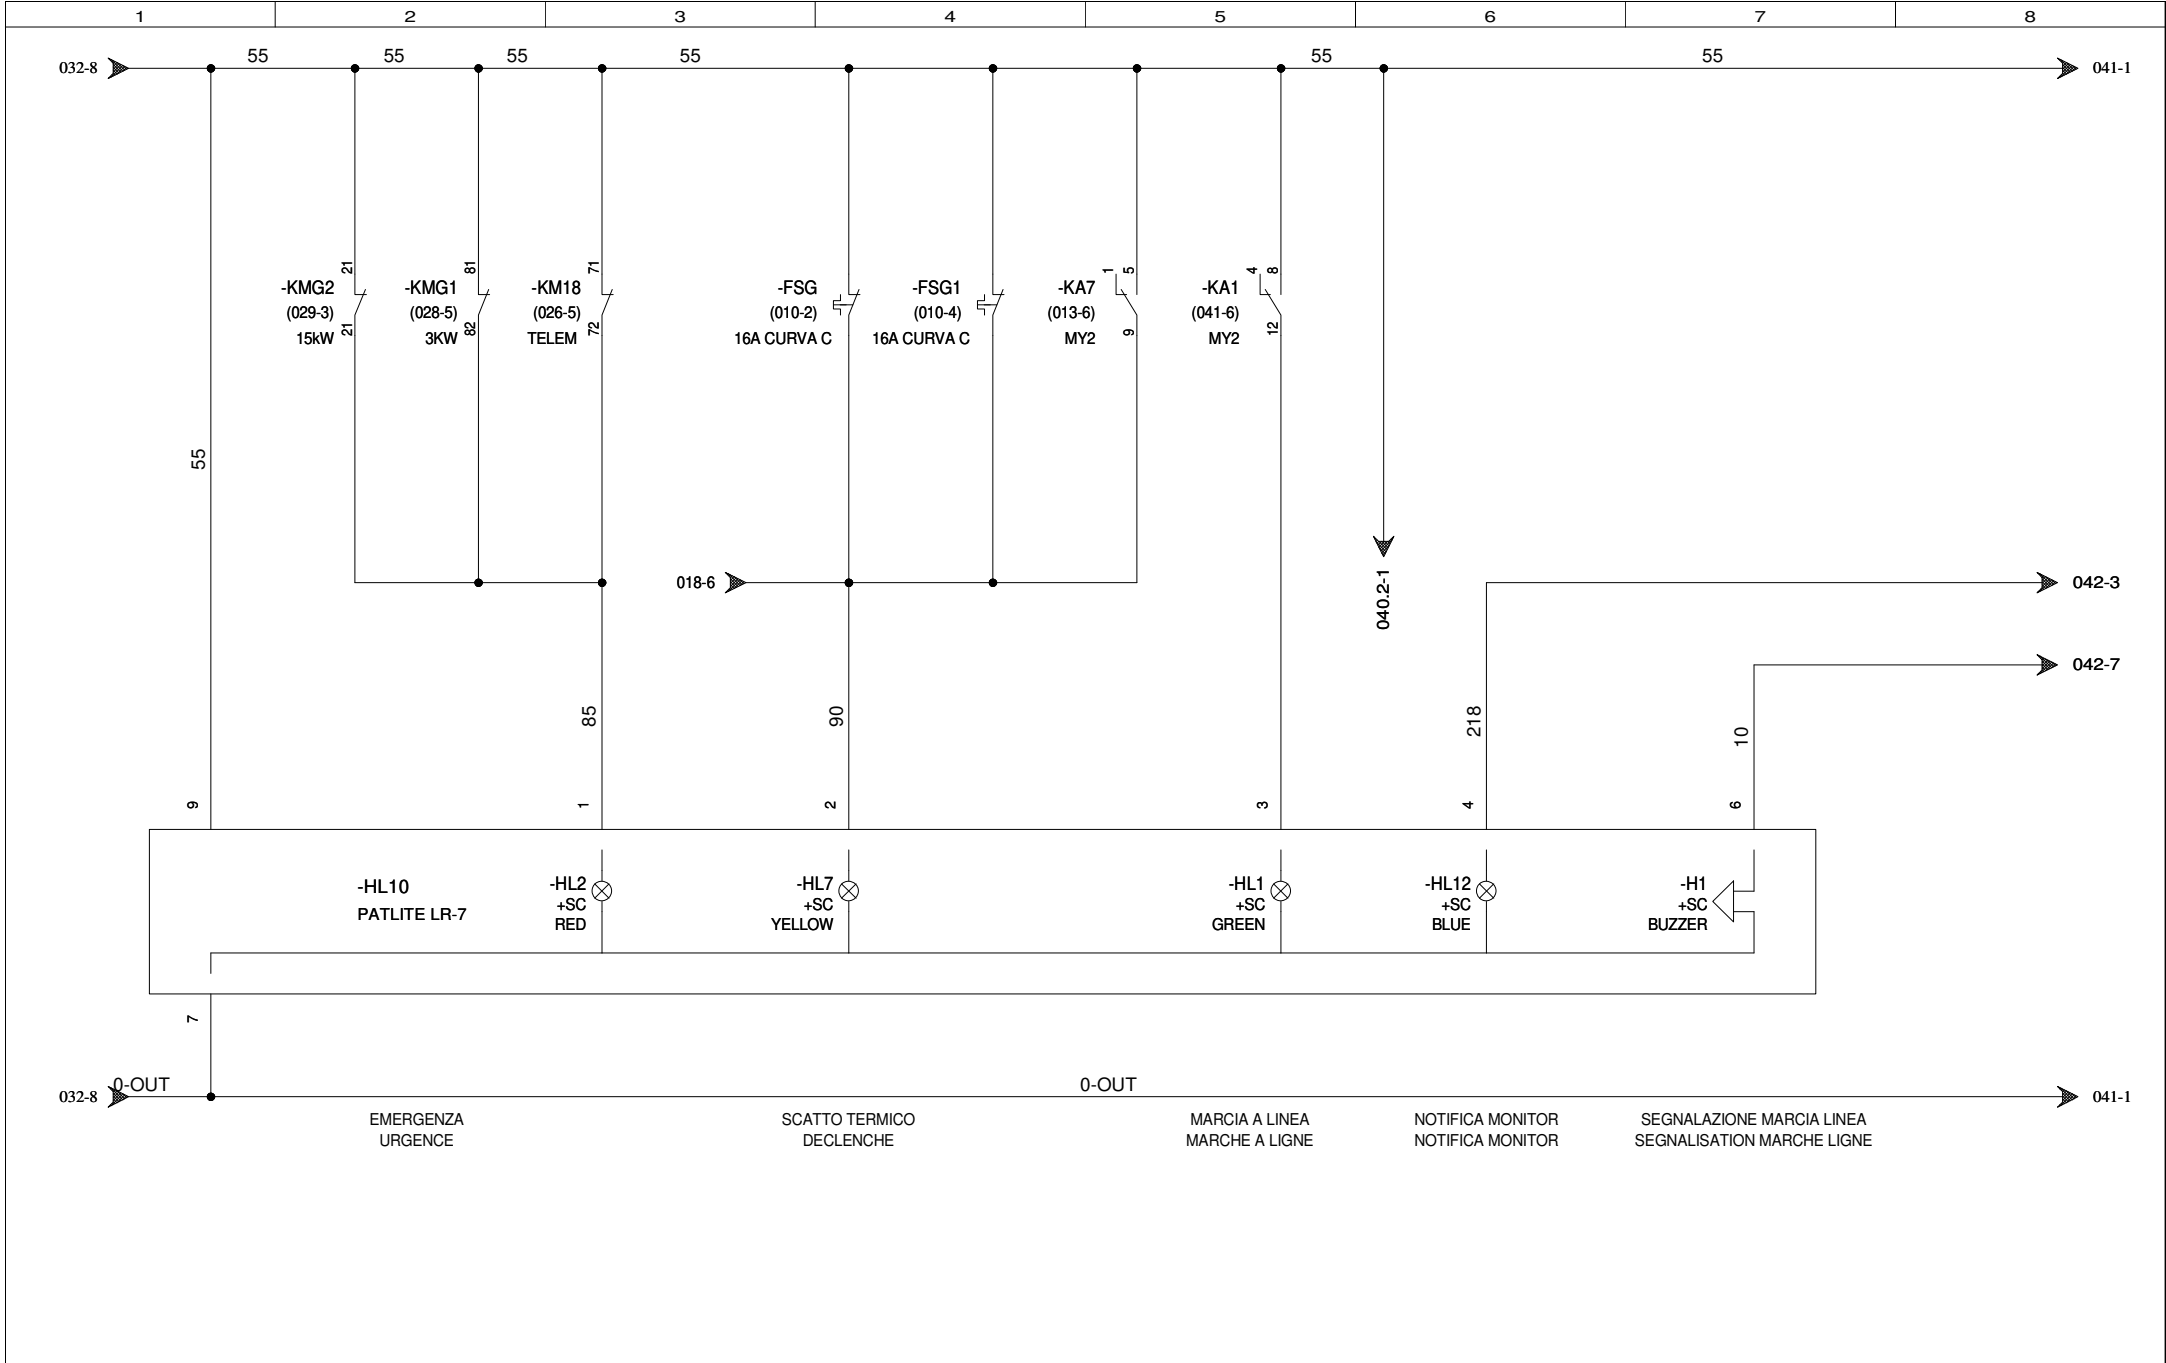 1 2 3 4 5 6 7 8
55 55 55 55 55 55
032-8 041-1
21 81 71 1 5 4 8
-KMG2 -KMG1 -KM18 -FSG -FSG1 -KA7 -KA1
(029-3) (028-5) (026-5) (010-2) (010-4) (013-6) (041-6)
21 82 72 9 12
15kW 3KW TELEM 16A CURVA C 16A CURVA C MY2 MY2
55
018-6 040.2-1 042-3
042-7
85 90 218 10
9 1 2 3 4 6
-HL10 -HL2 -HL7 -HL1 -HL12 -H1
PATLITE LR-7 +SC +SC +SC +SC +SC
RED YELLOW GREEN BLUE BUZZER
7
0-OUT 0-OUT
032-8 041-1
EMERGENZA SCATTO TERMICO MARCIA A LINEA NOTIFICA MONITOR SEGNALAZIONE MARCIA LINEA
URGENCE DECLENCHE MARCHE A LIGNE NOTIFICA MONITOR SEGNALISATION MARCHE LIGNE